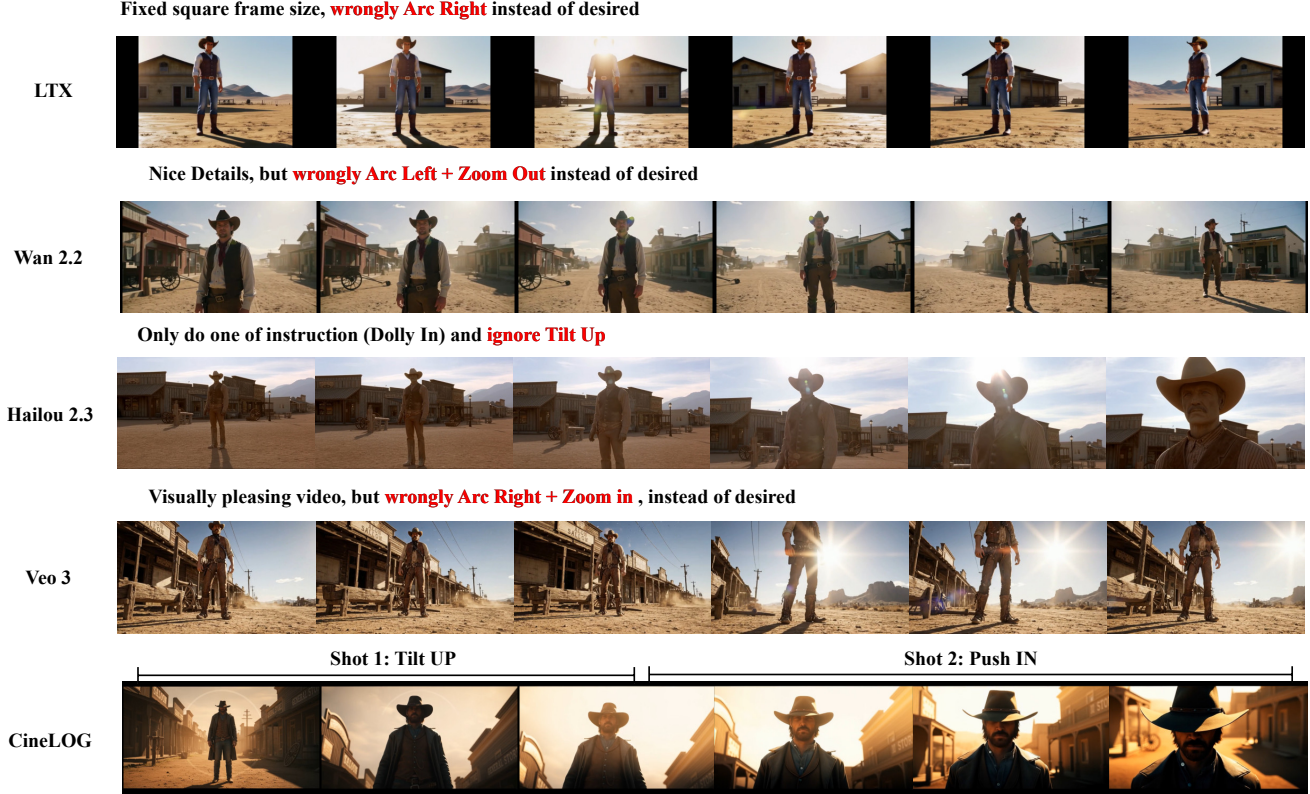 Fixed square frame size, wrongly Arc Right instead of desired
LTX
Nice Details, but wrongly Arc Left + Zoom Out instead of desired
Wan 2.2
Only do one of instruction (Dolly In) and ignore Tilt Up
Hailou 2.3
Visually pleasing video, but wrongly Arc Right + Zoom in , instead of desired
Veo 3
Shot 1: Tilt UP
Shot 2: Push IN
CineLOG